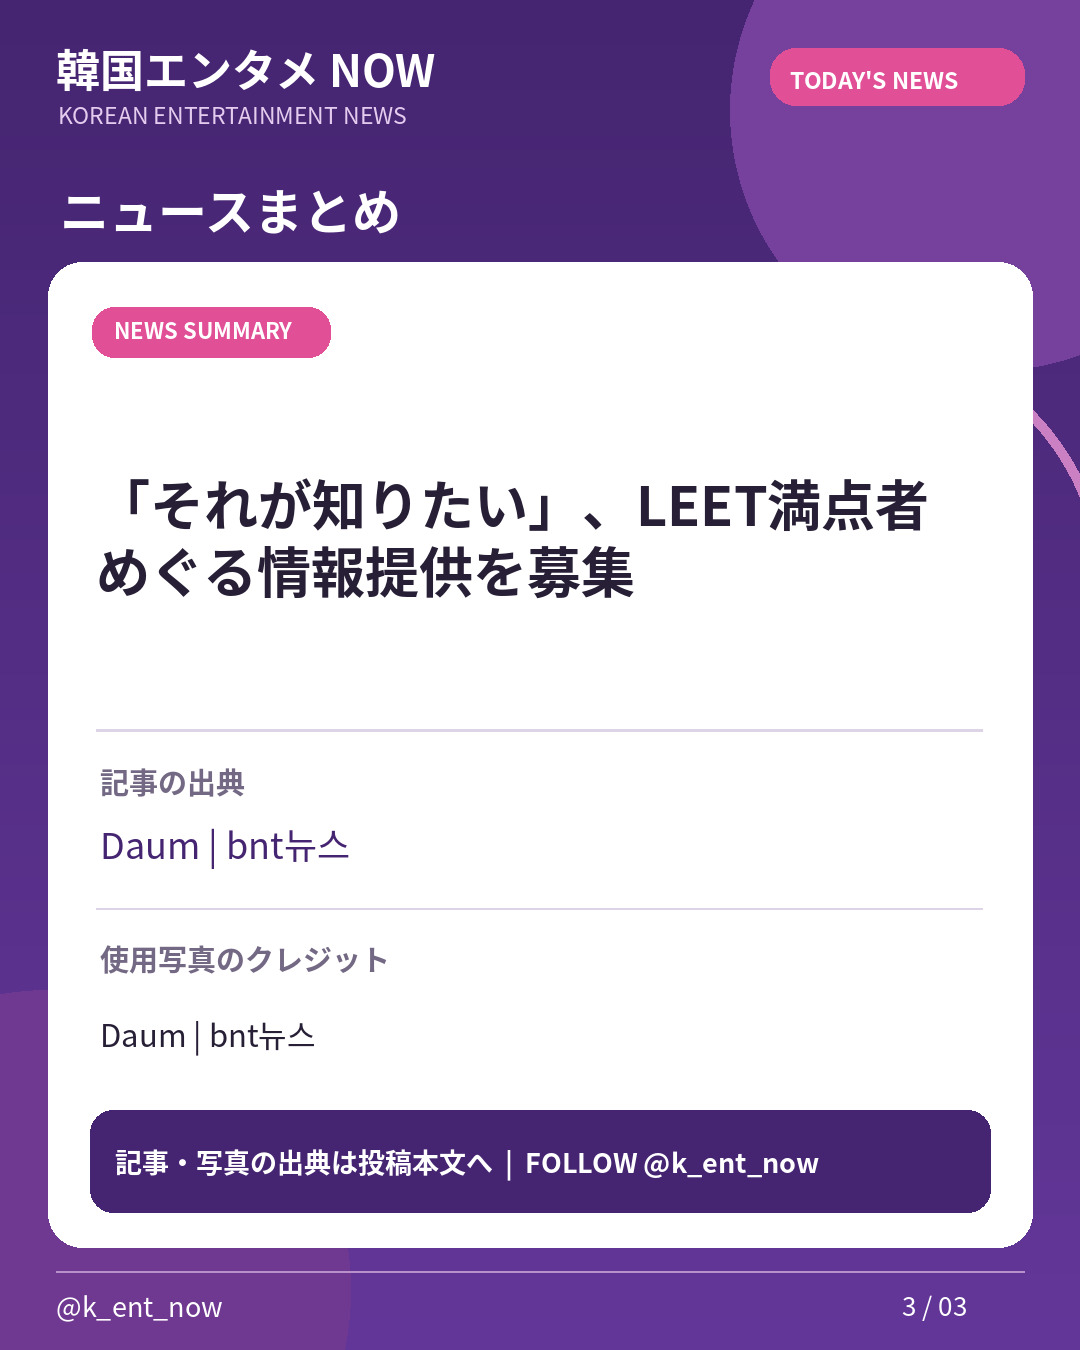 韓国エンタメ NOW
KOREAN ENTERTAINMENT NEWS
TODAY'S NEWS
ニュースまとめ
NEWS SUMMARY
「それが知りたい」、LEET満点者
めぐる情報提供を募集
記事の出典
Daum | bnt뉴스
使用写真のクレジット
Daum | bnt뉴스
記事・写真の出典は投稿本文へ | FOLLOW @k_ent_now
@k_ent_now
3 / 03